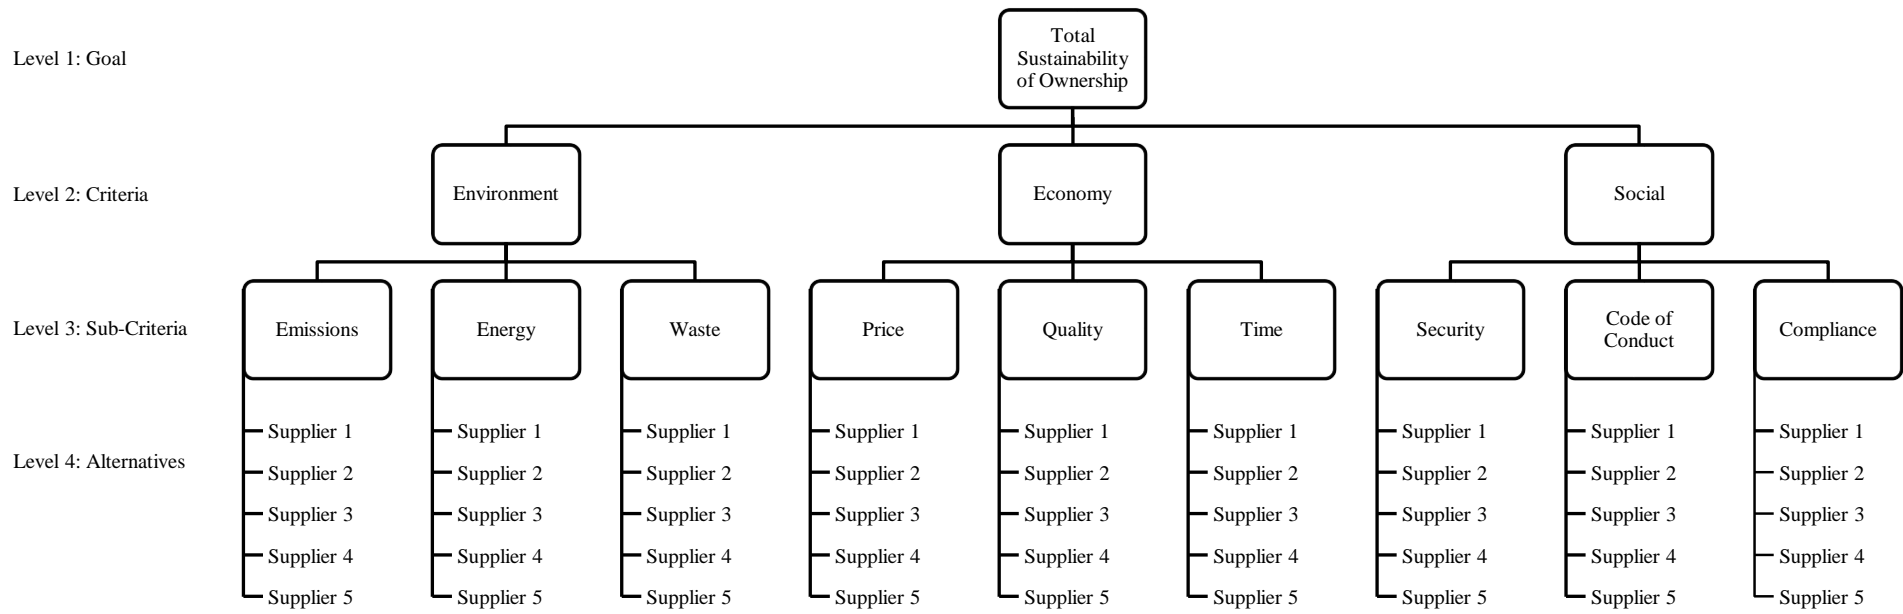 Total
Sustainability
of Ownership
Level 1: Goal
Level 2: Criteria
Environment
Economy
Social
Level 3: Sub-Criteria
Emissions
Energy
Waste
Price
Quality
Time
Security
Code of
Conduct
Compliance
Level 4: Alternatives
Supplier 1
Supplier 2
Supplier 3
Supplier 4
Supplier 5
Supplier 1
Supplier 2
Supplier 3
Supplier 4
Supplier 5
Supplier 1
Supplier 2
Supplier 3
Supplier 4
Supplier 5
Supplier 1
Supplier 2
Supplier 3
Supplier 4
Supplier 5
Supplier 1
Supplier 2
Supplier 3
Supplier 4
Supplier 5
Supplier 1
Supplier 2
Supplier 3
Supplier 4
Supplier 5
Supplier 1
Supplier 2
Supplier 3
Supplier 4
Supplier 5
Supplier 1
Supplier 2
Supplier 3
Supplier 4
Supplier 5
Supplier 1
Supplier 2
Supplier 3
Supplier 4
Supplier 5